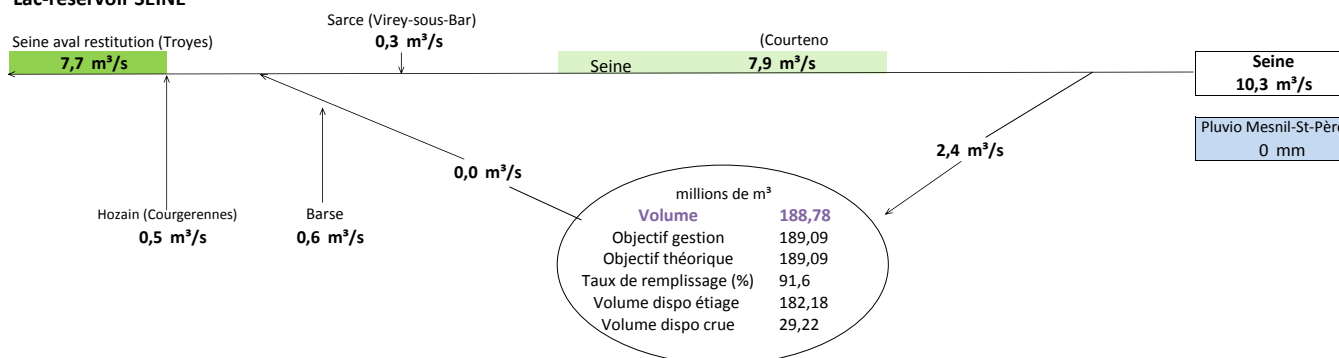 Lac-réservoir SEINE
Sarce (Virey-sous-Bar)
0,3 m³/s
Seine aval restitution (Troyes)
7,7 m³/s
(Courteno
Seine 7,9 m³/s
Seine
10,3 m³/s
Pluvio Mesnil-St-Père
0 mm
2,4 m³/s
0,0 m³/s
Hozain (Courgerennes)
0,5 m³/s
Barse
0,6 m³/s
millions de m³
Volume 188,78
Objectif gestion 189,09
Objectif théorique 189,09
Taux de remplissage (%) 91,6
Volume dispo étiage 182,18
Volume dispo crue 29,22